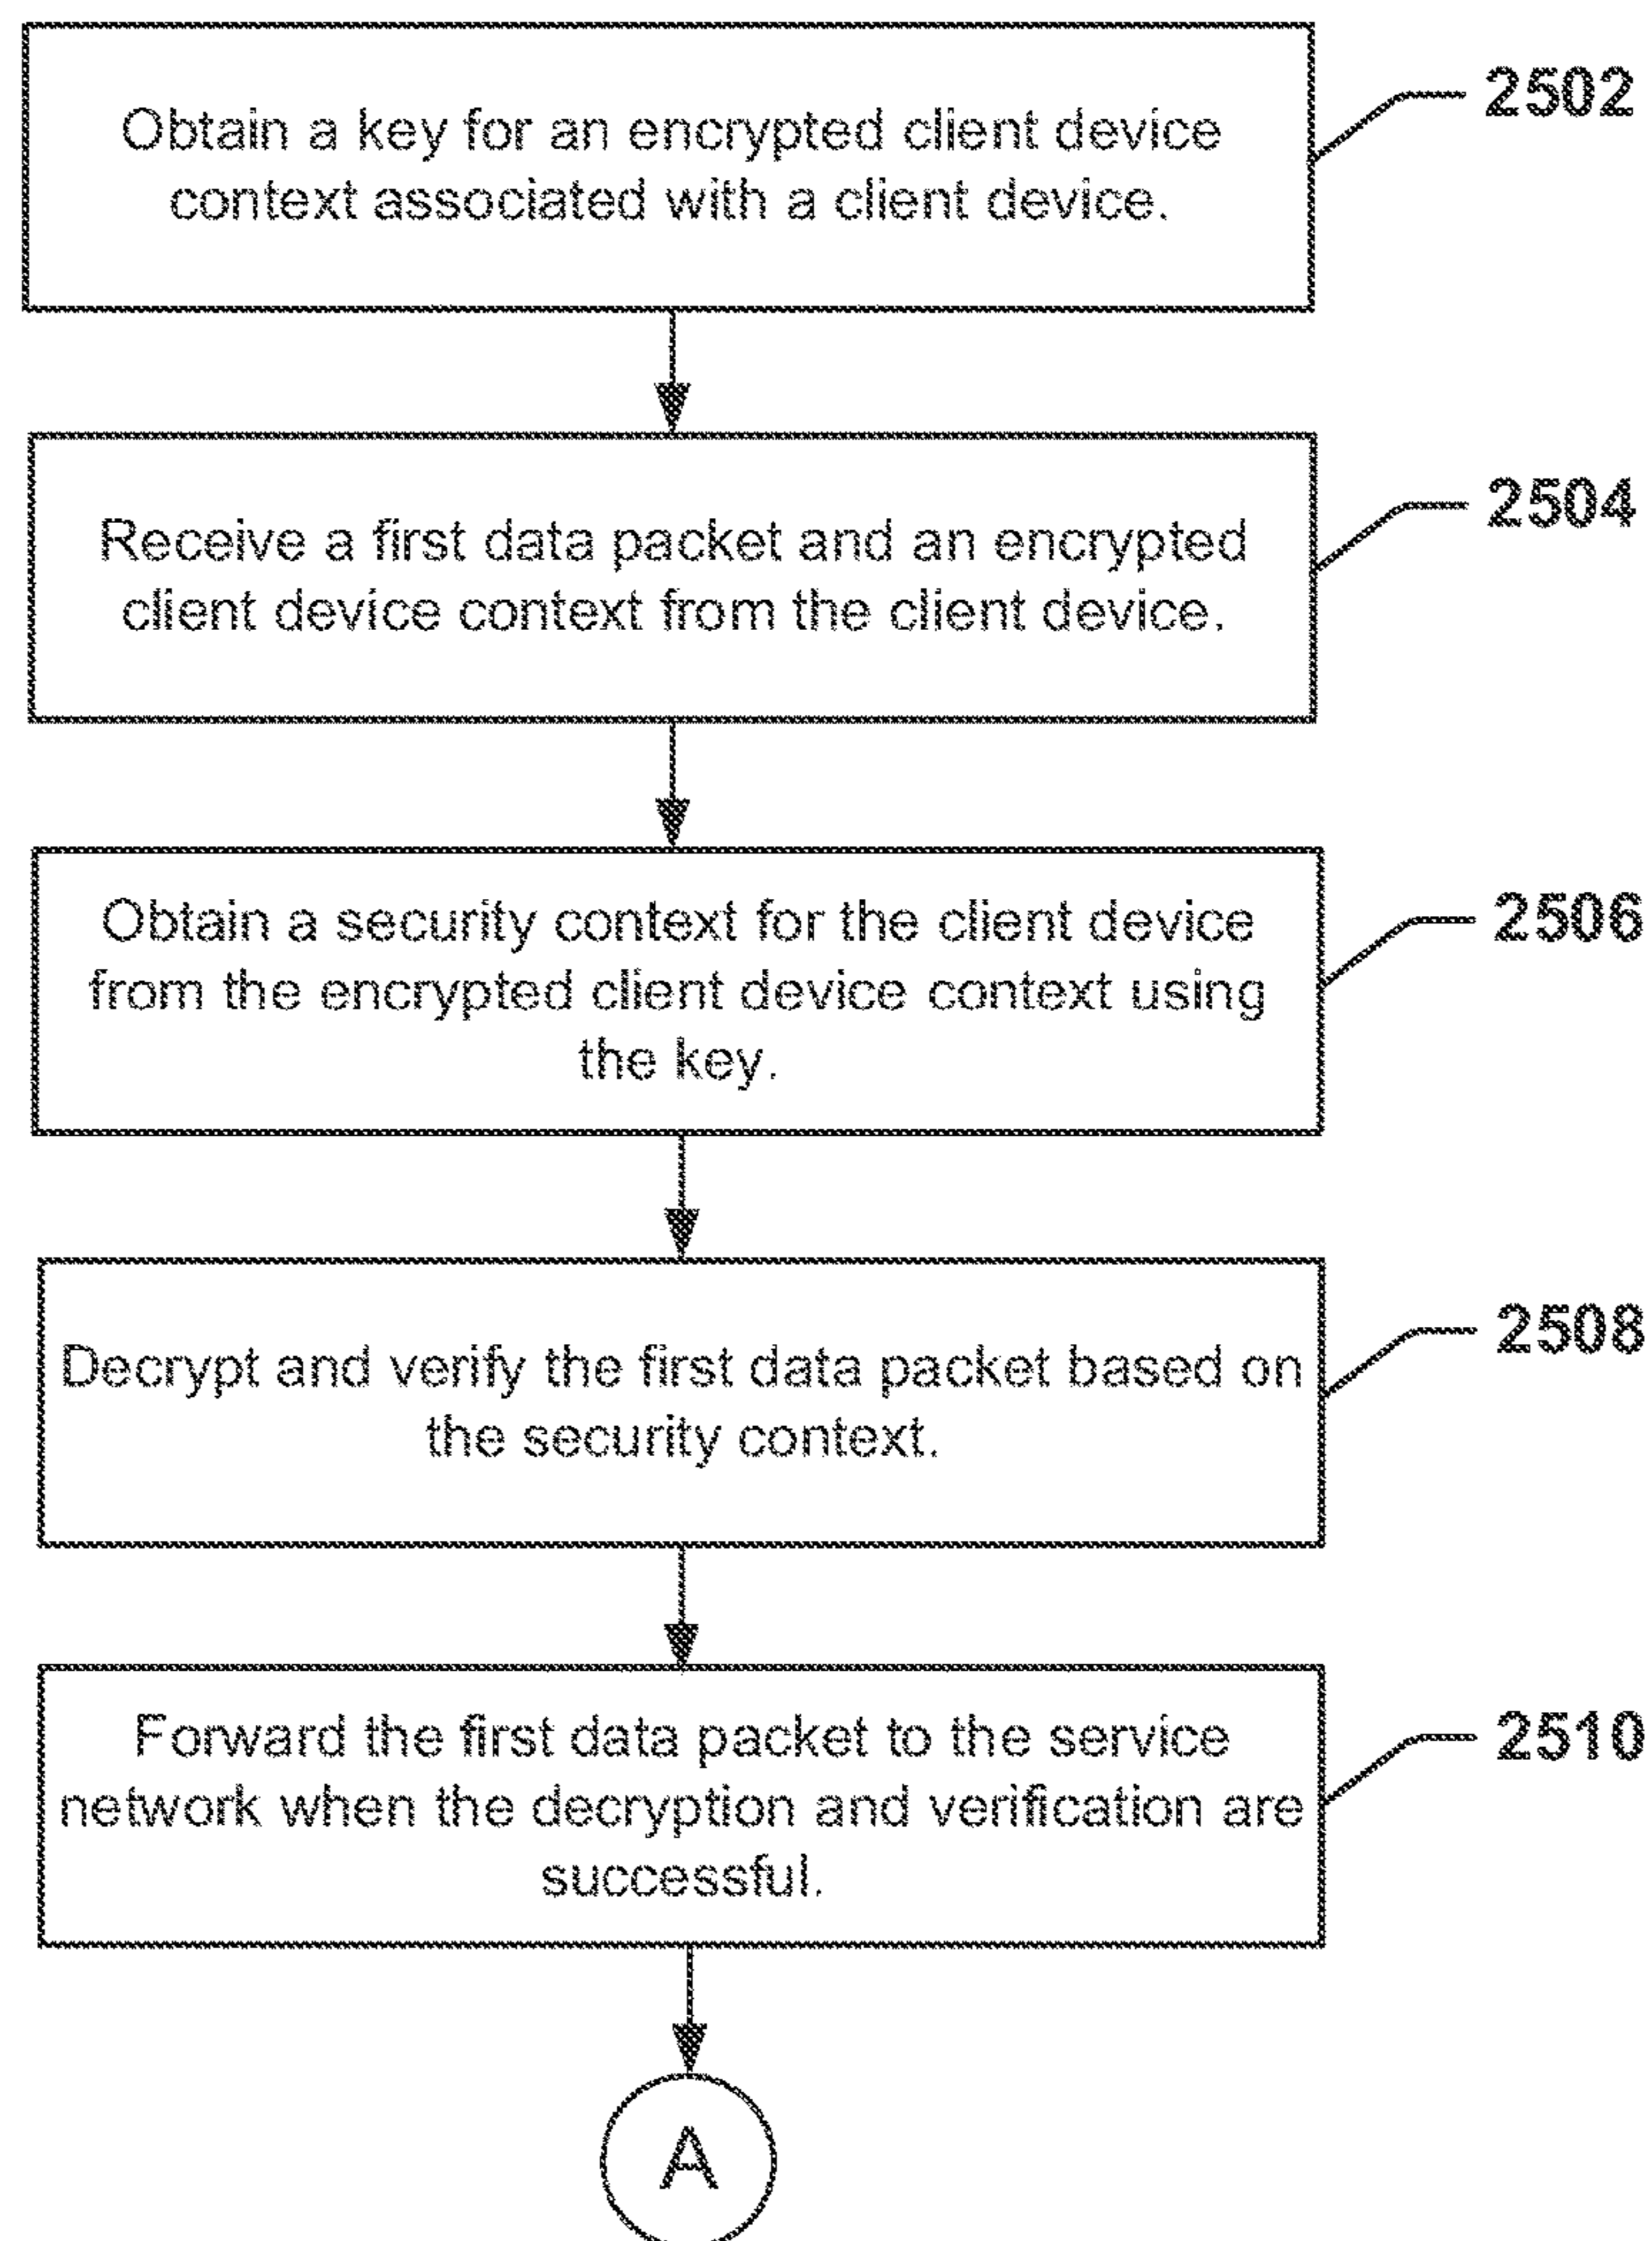 Obtain a key for an encrypted client device
context associated with a client device.
2502
Receive a first data packet and an encrypted
client device context from the client device.
2504
Obtain a security context for the client device
from the encrypted client device context using
the key.
2506
Decrypt and verify the first data packet based on
the security context.
2508
Forward the first data packet to the service
network when the decryption and verification are
successful.
2510
A